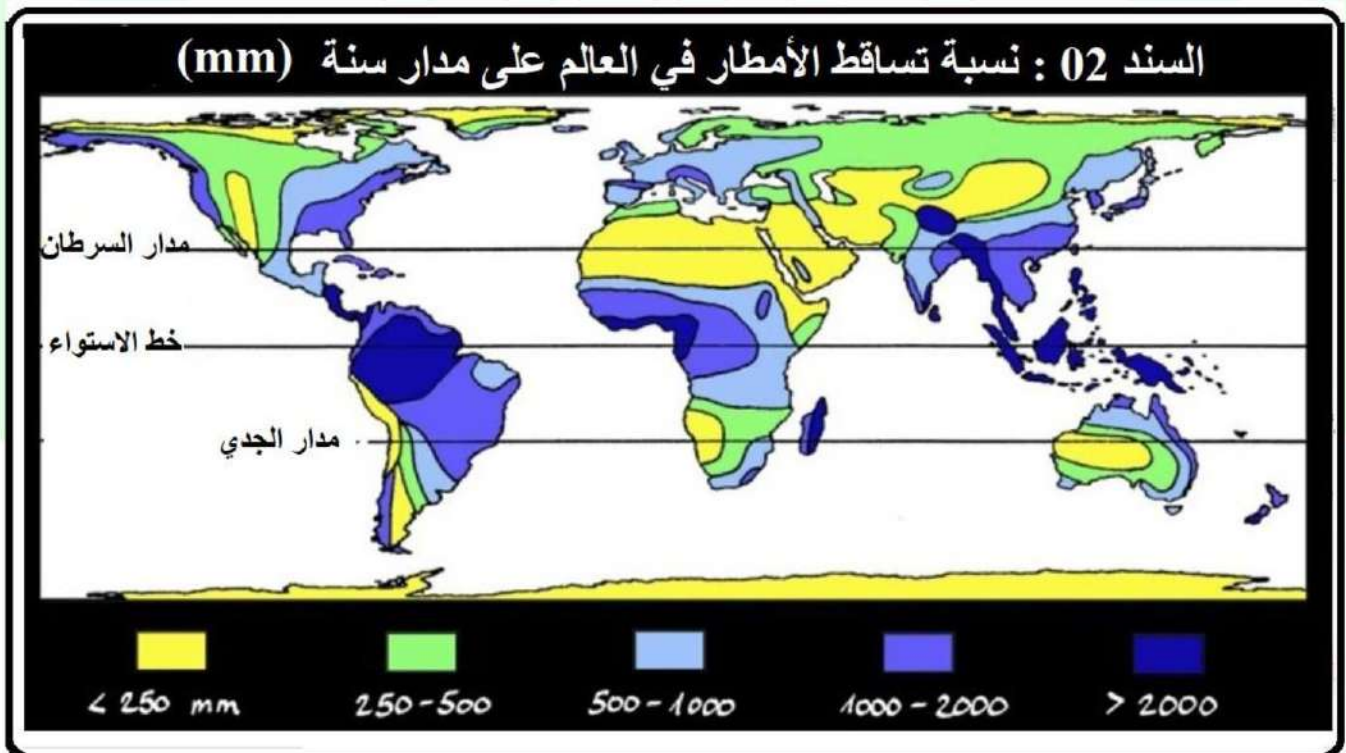 السند 02 : نسبة تساقط الأمطار في العالم على مدار سنة (mm)
مدار السرطان
خط الاستواء
مدار الجدي
< 250 mm
250-500
500-1000
1000-2000
> 2000